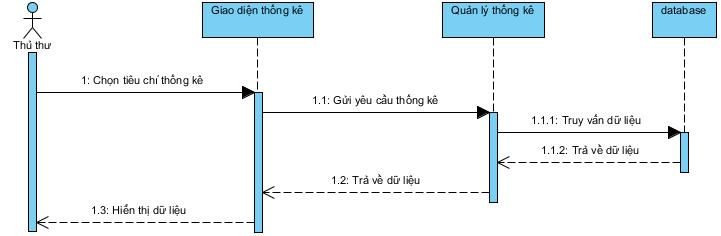 Giao diện thống kê
Quản lý thống kê
database
Thủ thư
1: Chọn tiêu chí thống kê
1.1: Gửi yêu cầu thống kê
1.1.1: Truy vấn dữ liệu
1.1.2: Trả về dữ liệu
1.2: Trả về dữ liệu
1.3: Hiển thị dữ liệu